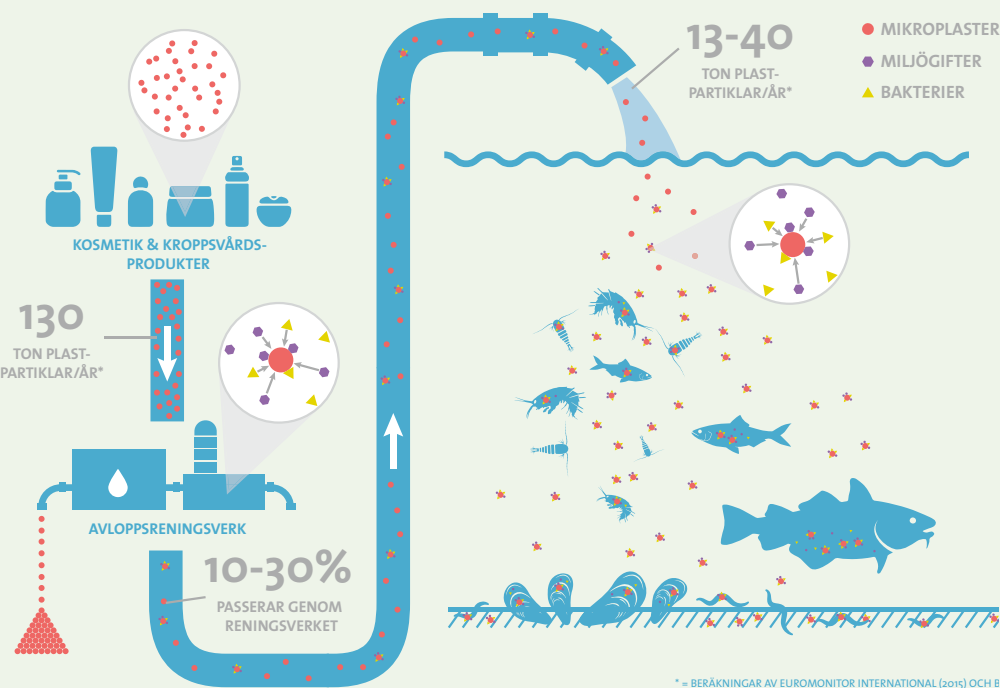 13-40
TON PLAST-
PARTIKLAR/ÅR*
MIKROPLASTER
MILJÖGIFTER
BAKTERIER
KOSMETIK & KROPPSVÅRDS-
PRODUKTER
130
TON PLAST-
PARTIKLAR/ÅR*
AVLOPPSRENINGSVERK
10-30%
PASSERAR GENOM
RENINGSVERKET
* = BERÄKNINGAR AV EUROMONITOR INTERNATIONAL (2015) OCH